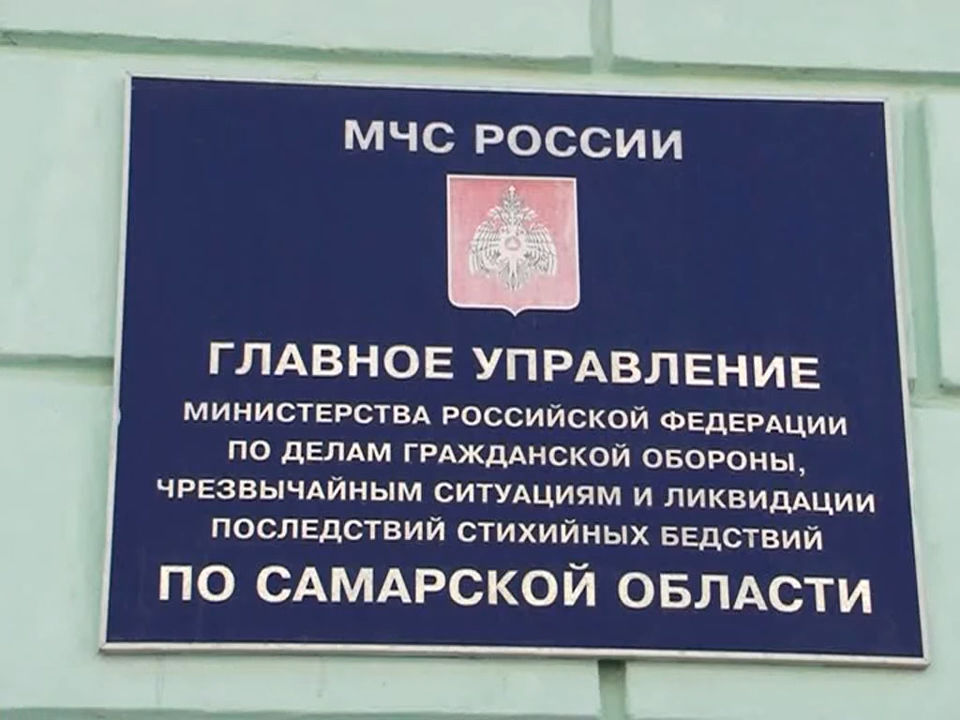 МЧС РОССИИ
ГЛАВНОЕ УПРАВЛЕНИЕ
МИНИСТЕРСТВА РОССИЙСКОЙ ФЕДЕРАЦИИ
ПО ДЕЛАМ ГРАЖДАНСКОЙ ОБОРОНЫ,
ЧРЕЗВЫЧАЙНЫМ СИТУАЦИЯМ И ЛИКВИДАЦИИ
ПОСЛЕДСТВИЙ СТИХИЙНЫХ БЕДСТВИЙ
ПО САМАРСКОЙ ОБЛАСТИ